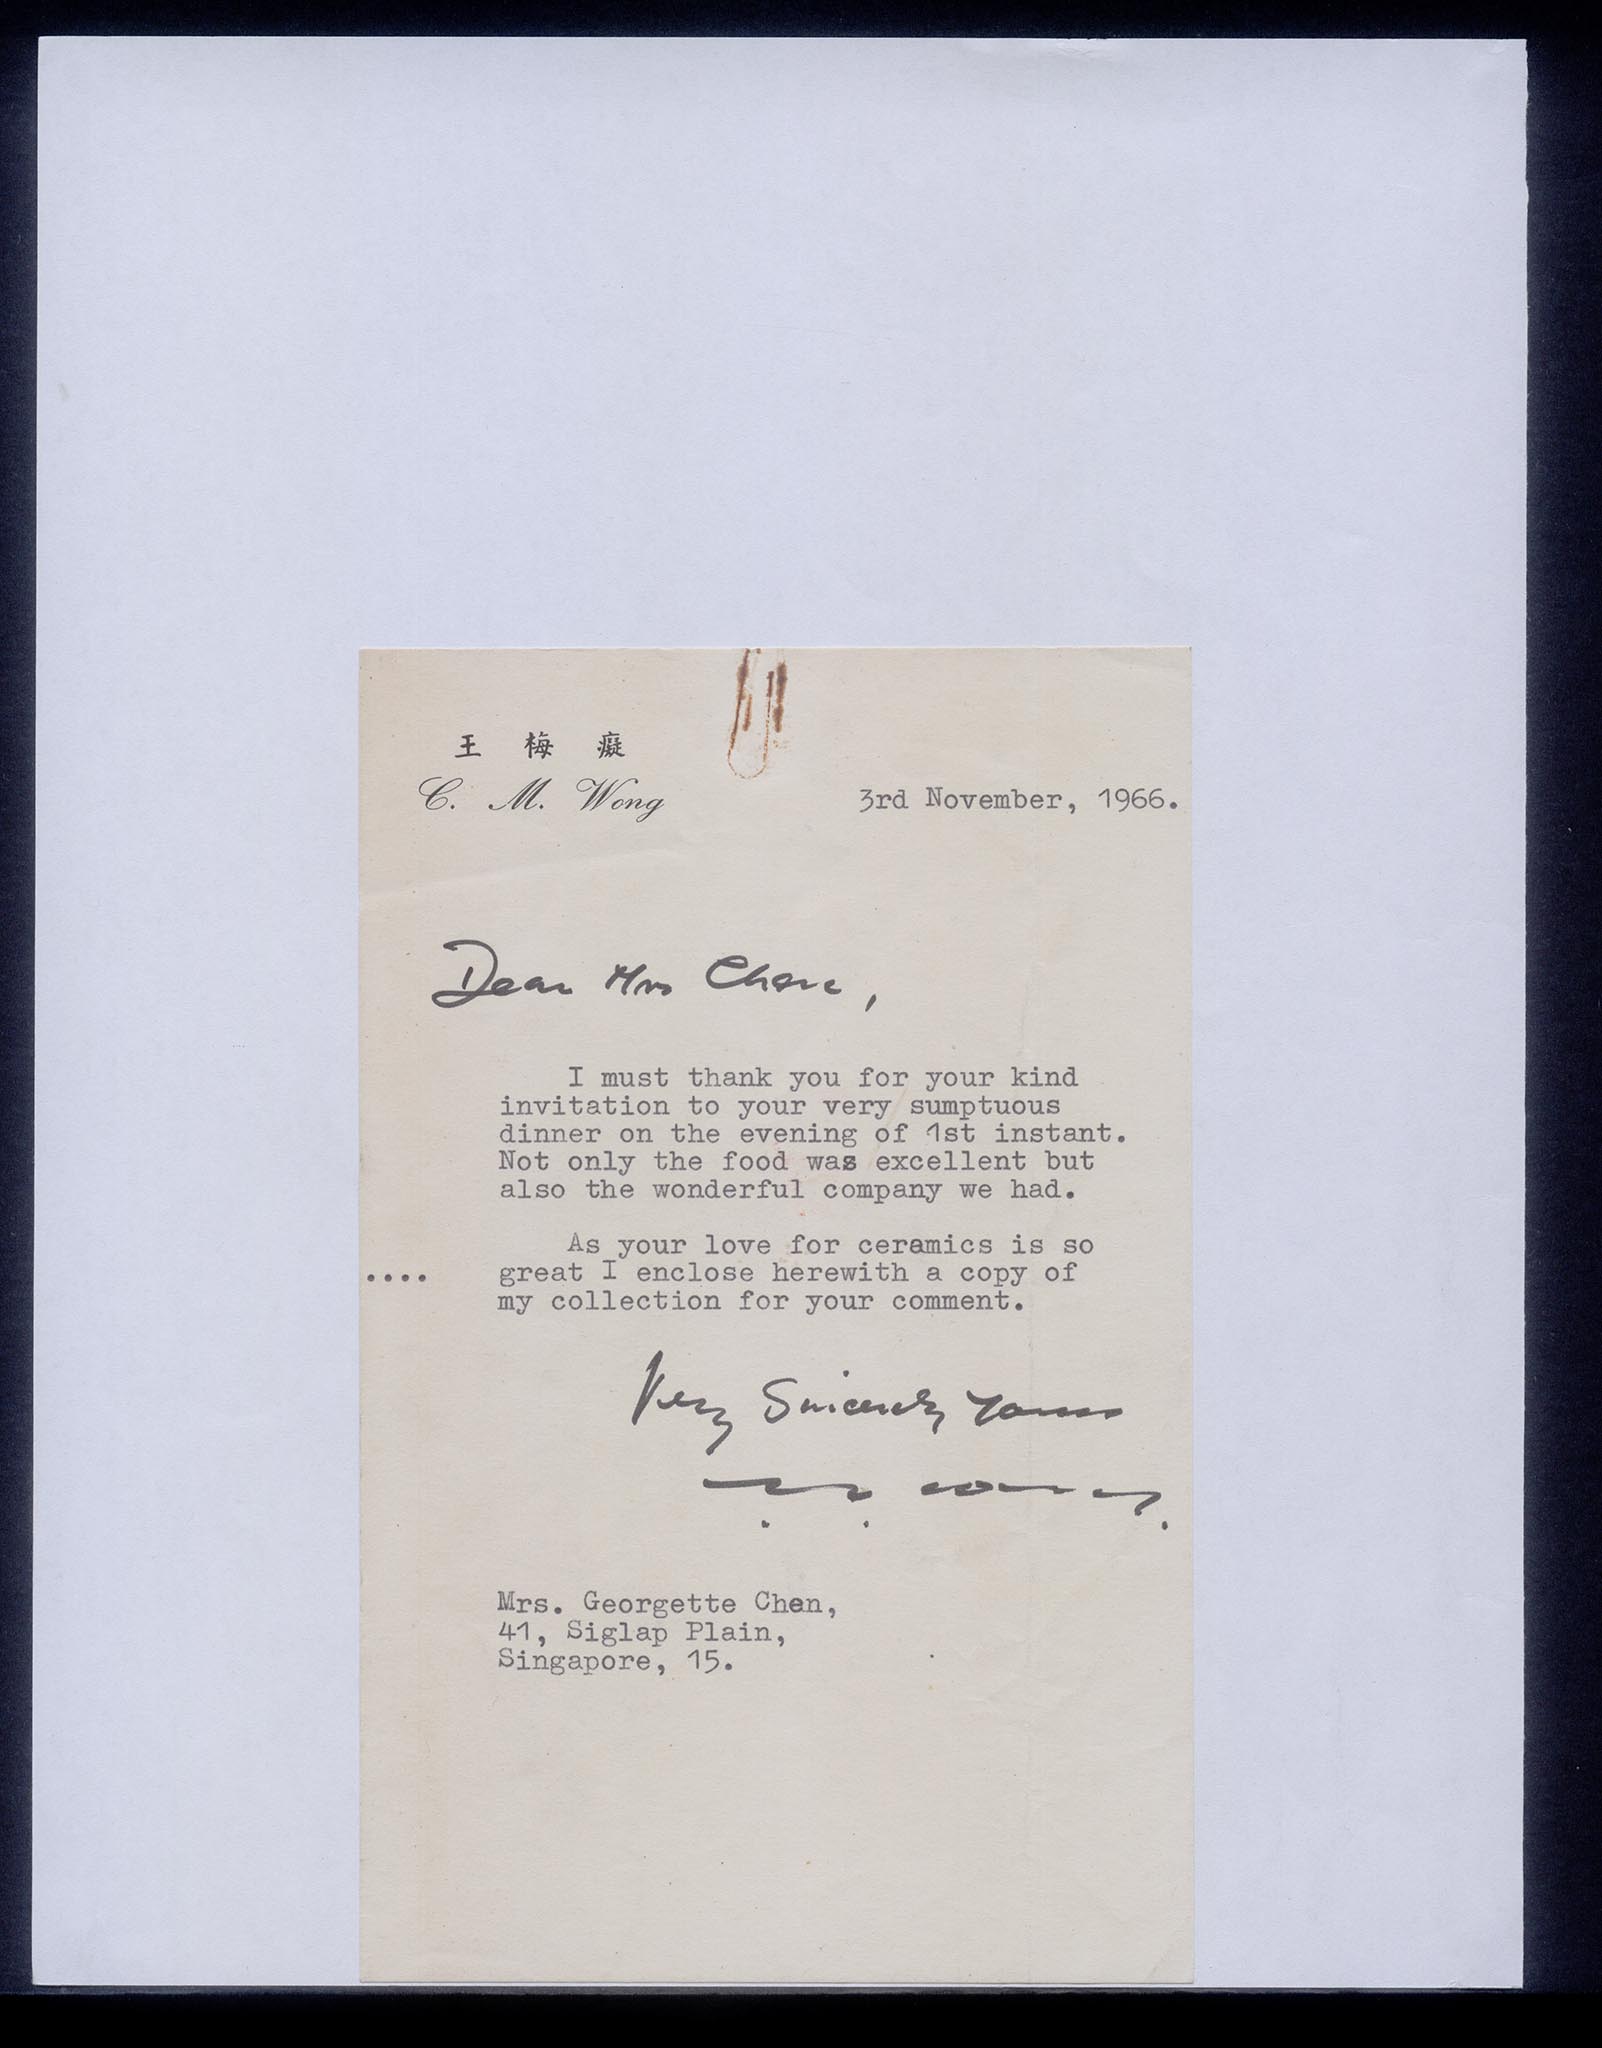 王 梅 癡
C. M. Wong
3rd November, 1966.
Dear Mrs Chen,
I must thank you for your kind
invitation to your very sumptuous
dinner on the evening of 1st instant.
Not only the food was excellent but
also the wonderful company we had.
As your love for ceramics is so
.... great I enclose herewith a copy of
my collection for your comment.
Very Sincerely Yours
Mrs. Georgette Chen,
41, Siglap Plain,
Singapore, 15.